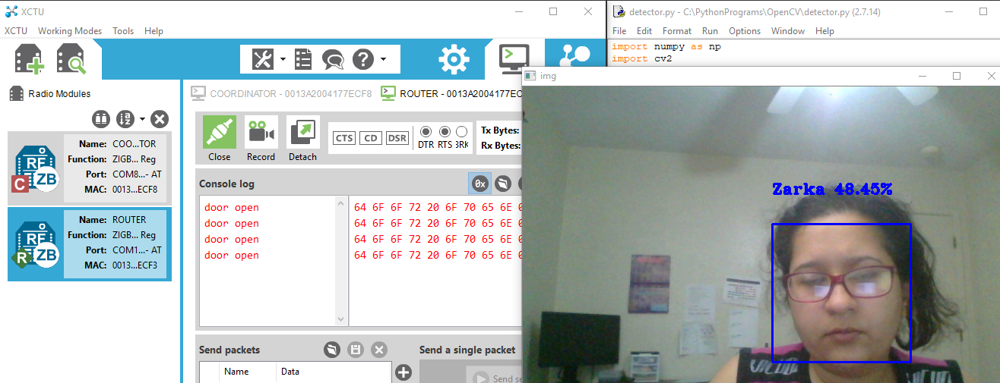 XCTU
XCTU Working Modes Tools Help
Radio Modules
Name: COO...TOR
Function: ZIGB... Reg
Port: COM8...- AT
MAC: 0013...ECF8
RF ZB C
Name: ROUTER
Function: ZIGB... Reg
Port: COM1...- AT
MAC: 0013...ECF3
RF ZB R
COORDINATOR - 0013A2004177ECF8
ROUTER - 0013A2004177EC
Close Record Detach
CTS CD DSR
DTR RTS BRK
Tx Bytes:
Rx Bytes:
Console log
0x
door open 64 6F 6F 72 20 6F 70 65 6E
door open 64 6F 6F 72 20 6F 70 65 6E
door open 64 6F 6F 72 20 6F 70 65 6E
door open 64 6F 6F 72 20 6F 70 65 6E
Send packets
Name Data
Send a single packet
Send se
detector.py - C:\PythonPrograms\OpenCV\detector.py (2.7.14)
File Edit Format Run Options Window Help
import numpy as np
import cv2
img
Zarka 48.45%